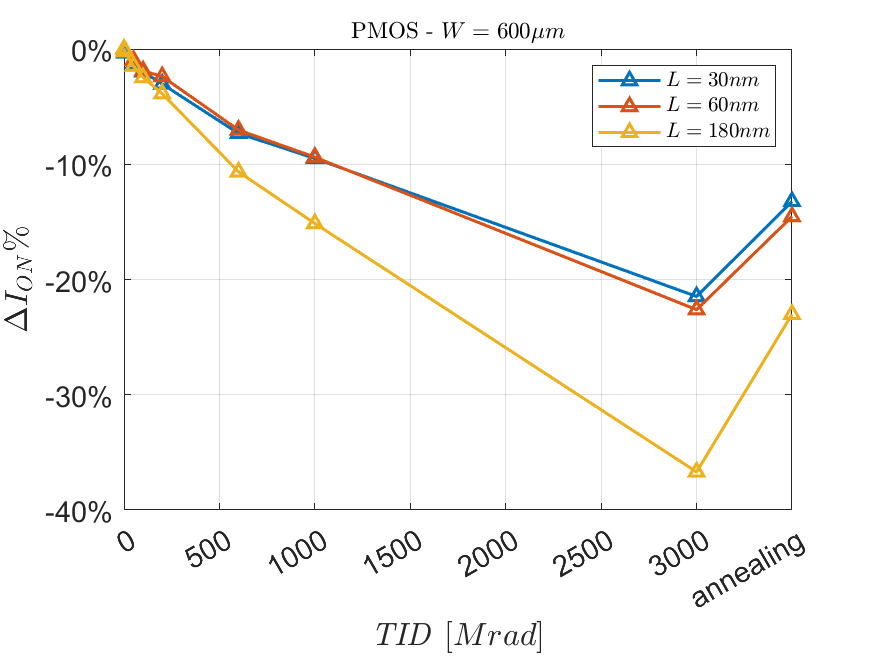 PMOS - W = 600μm
0%
-10%
-20%
-30%
-40%
ΔI_ON%
L = 30nm
L = 60nm
L = 180nm
0
500
1000
1500
2000
2500
3000
annealing
TID [Mrad]